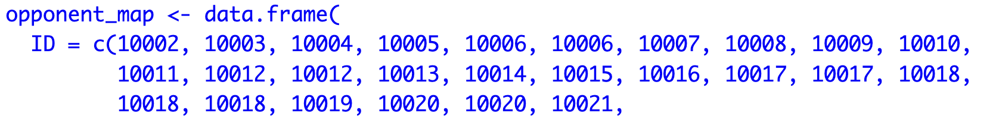 opponent_map <- data.frame(
  ID = c(10002, 10003, 10004, 10005, 10006, 10006, 10007, 10008, 10009, 10010,
         10011, 10012, 10012, 10013, 10014, 10015, 10016, 10017, 10017, 10018,
         10018, 10018, 10019, 10020, 10020, 10021,